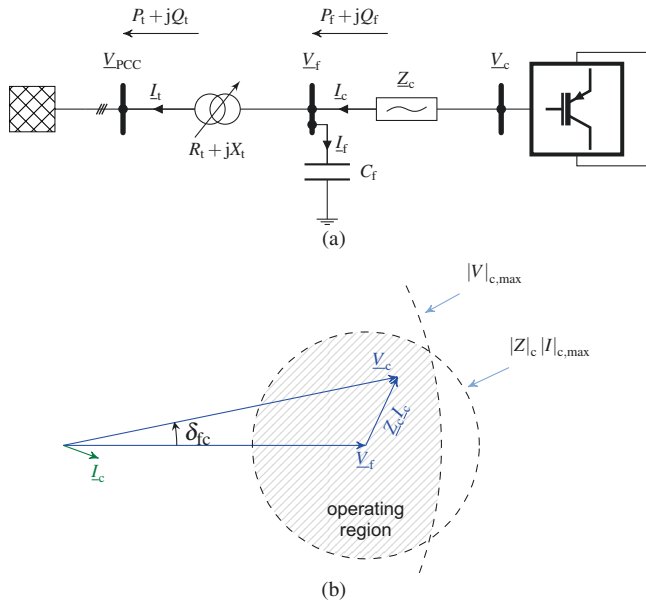 P_t + jQ_t
P_f + jQ_f
V_PCC
I_t
V_f
I_c
Z_c
V_c
R_t + jX_t
I_f
C_f
(a)
|V|_c,max
|Z|_c |I|_c,max
V_c
Z_c I_c
δ_fc
V_f
I_c
operating
region
(b)